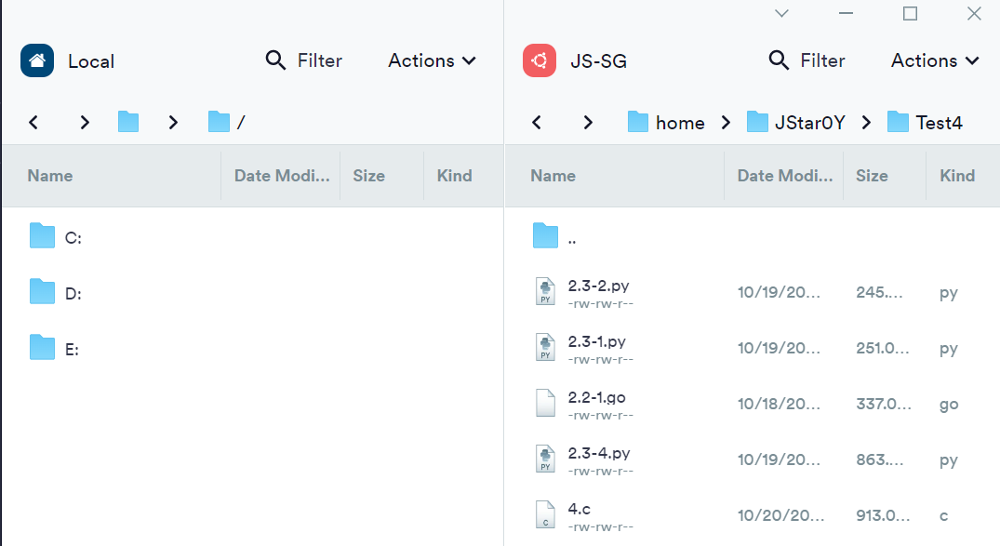 Local Filter Actions
/
Name Date Modi... Size Kind
C:
D:
E:
JS-SG Filter Actions
home JStar0Y Test4
Name Date Modi... Size Kind
..
2.3-2.py 10/19/20... 245.... py
-rw-rw-r--
2.3-1.py 10/19/20... 251.0... py
-rw-rw-r--
2.2-1.go 10/18/20... 337.0... go
-rw-rw-r--
2.3-4.py 10/19/20... 863.... py
-rw-rw-r--
4.c 10/20/20... 913.0... c
-rw-rw-r--
PY
PY
PY
C